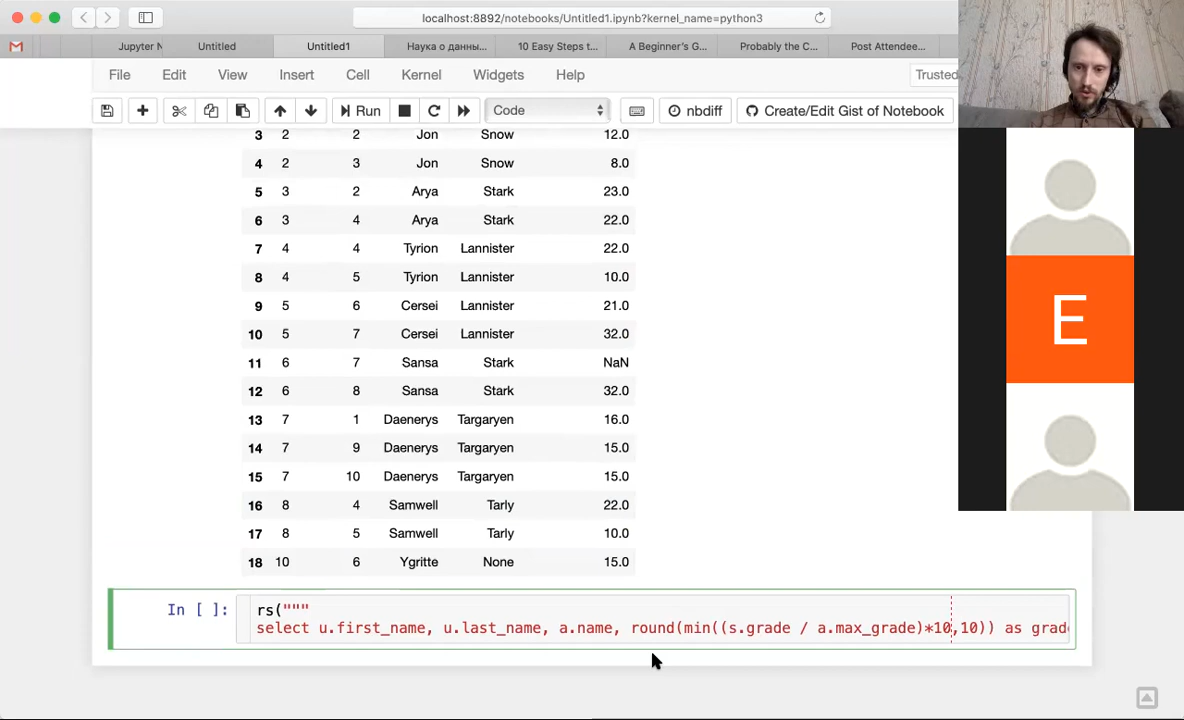 localhost:8892/notebooks/Untitled1.ipynb?kernel_name=python3
Jupyter N Untitled Untitled1 Наука о данны... 10 Easy Steps t... A Beginner's G... Probably the C... Post Attendee...
File Edit View Insert Cell Kernel Widgets Help Trusted
Run Code nbdiff Create/Edit Gist of Notebook
3 2 2 Jon Snow 12.0
4 2 3 Jon Snow 8.0
5 3 2 Arya Stark 23.0
6 3 4 Arya Stark 22.0
7 4 4 Tyrion Lannister 22.0
8 4 5 Tyrion Lannister 10.0
9 5 6 Cersei Lannister 21.0
10 5 7 Cersei Lannister 32.0
11 6 7 Sansa Stark NaN
12 6 8 Sansa Stark 32.0
13 7 1 Daenerys Targaryen 16.0
14 7 9 Daenerys Targaryen 15.0
15 7 10 Daenerys Targaryen 15.0
16 8 4 Samwell Tarly 22.0
17 8 5 Samwell Tarly 10.0
18 10 6 Ygritte None 15.0
In [ ]: rs("""
select u.first_name, u.last_name, a.name, round(min((s.grade / a.max_grade)*10,10)) as grade
E